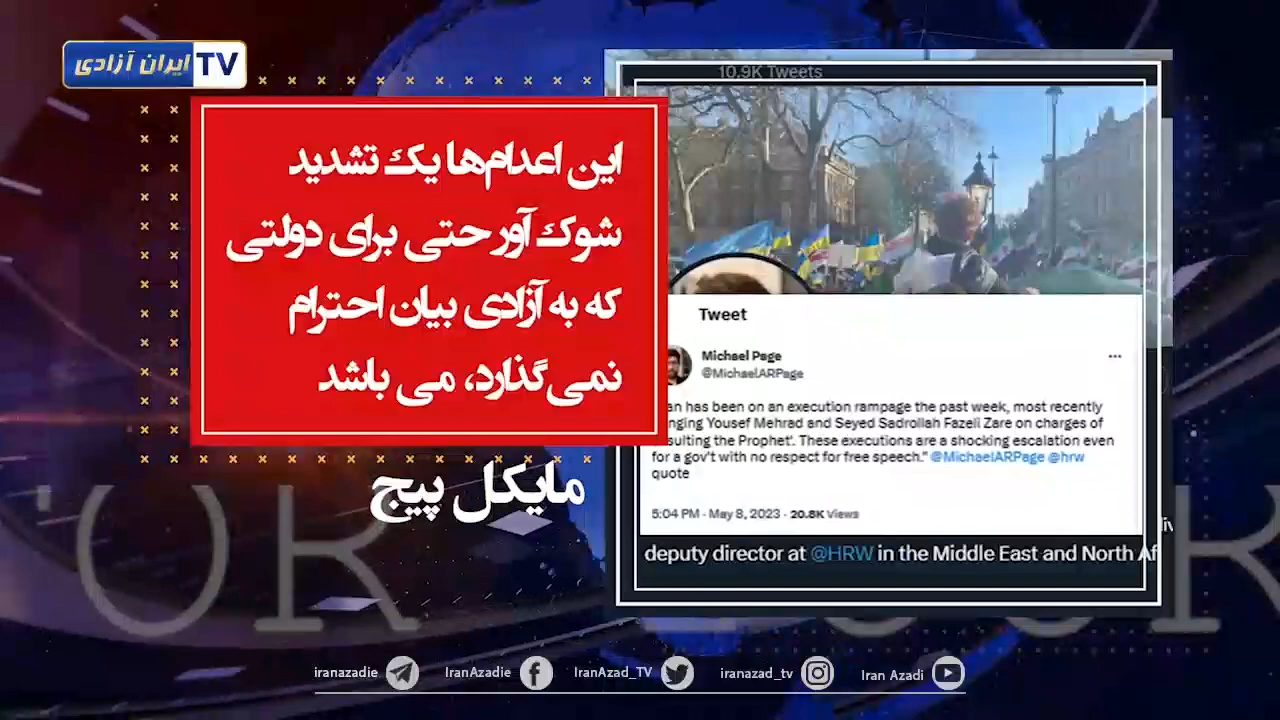 ایران آزادی TV
10.9K Tweets
این اعدام‌ها یک تشدید
شوک‌آور حتی برای دولتی
که به آزادی بیان احترام
نمی‌گذارد، می باشد
مایکل پیج
Tweet
Michael Page
@MichaelARPage
has been on an execution rampage the past week, most recently
Yousef Mehrad and Seyed Sadrollah Fazeli Zare on charges of
the Prophet'. These executions are a shocking escalation even
for a gov't with no respect for free speech." @MichaelARPage @hrw
quote
5:04 PM · May 8, 2023 · 20.8K Views
deputy director at @HRW in the Middle East and North
iranazadie
IranAzadie
IranAzad_TV
iranazad_tv
Iran Azadi